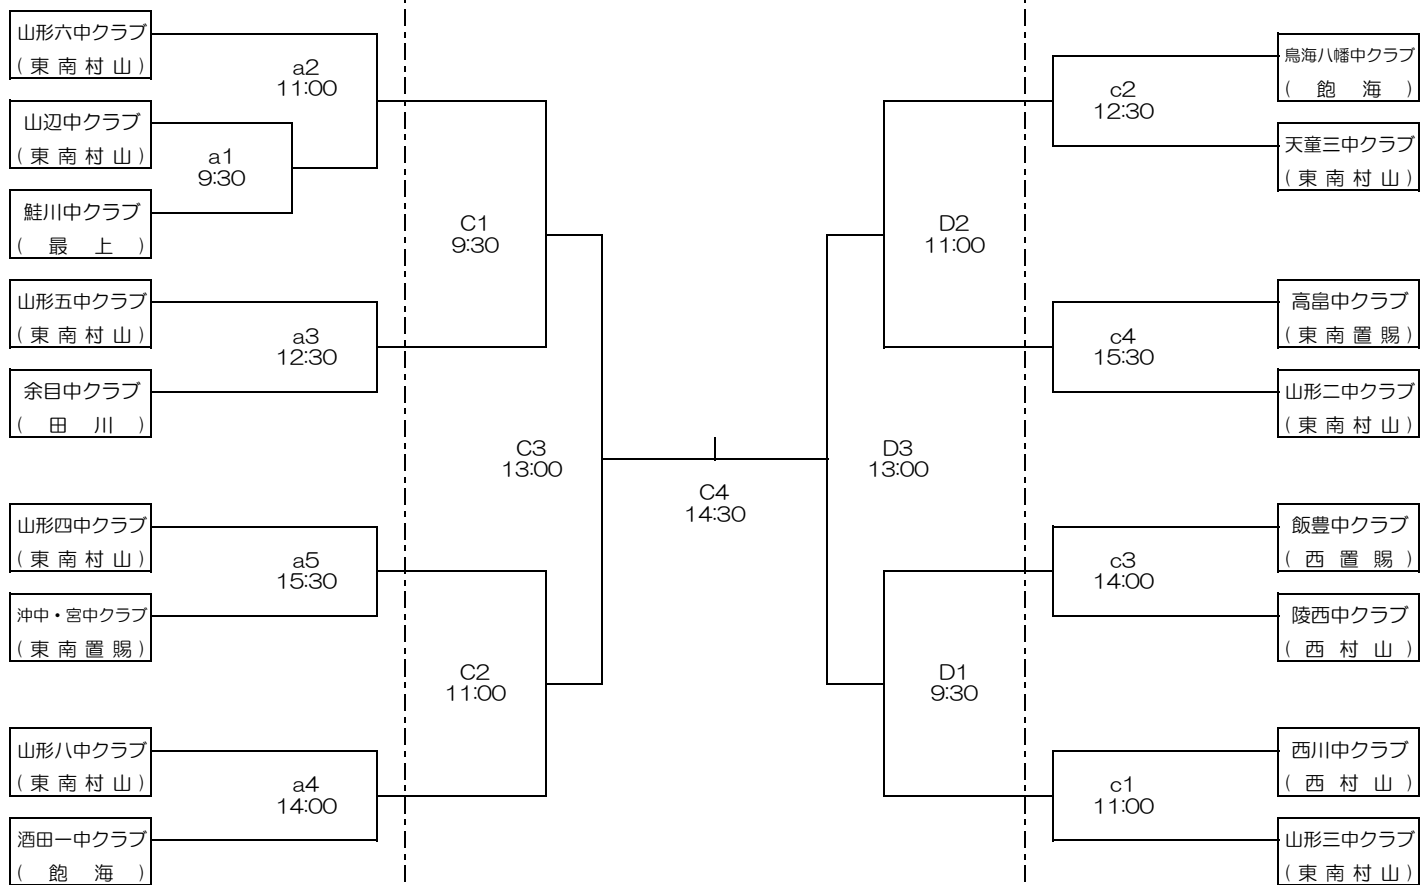 山形六中クラブ
(東南村山)
山辺中クラブ
(東南村山)
鮭川中クラブ
(最上)
山形五中クラブ
(東南村山)
余目中クラブ
(田川)
山形四中クラブ
(東南村山)
沖中・宮中クラブ
(東南置賜)
山形八中クラブ
(東南村山)
酒田一中クラブ
(飽海)
a2
11:00
a1
9:30
a3
12:30
a5
15:30
a4
14:00
C1
9:30
C3
13:00
C2
11:00
C4
14:30
D2
11:00
D3
13:00
D1
9:30
c2
12:30
c4
15:30
c3
14:00
c1
11:00
鳥海八幡中クラブ
(飽海)
天童三中クラブ
(東南村山)
高畠中クラブ
(東南置賜)
山形二中クラブ
(東南村山)
飯豊中クラブ
(西置賜)
陵西中クラブ
(西村山)
西川中クラブ
(西村山)
山形三中クラブ
(東南村山)